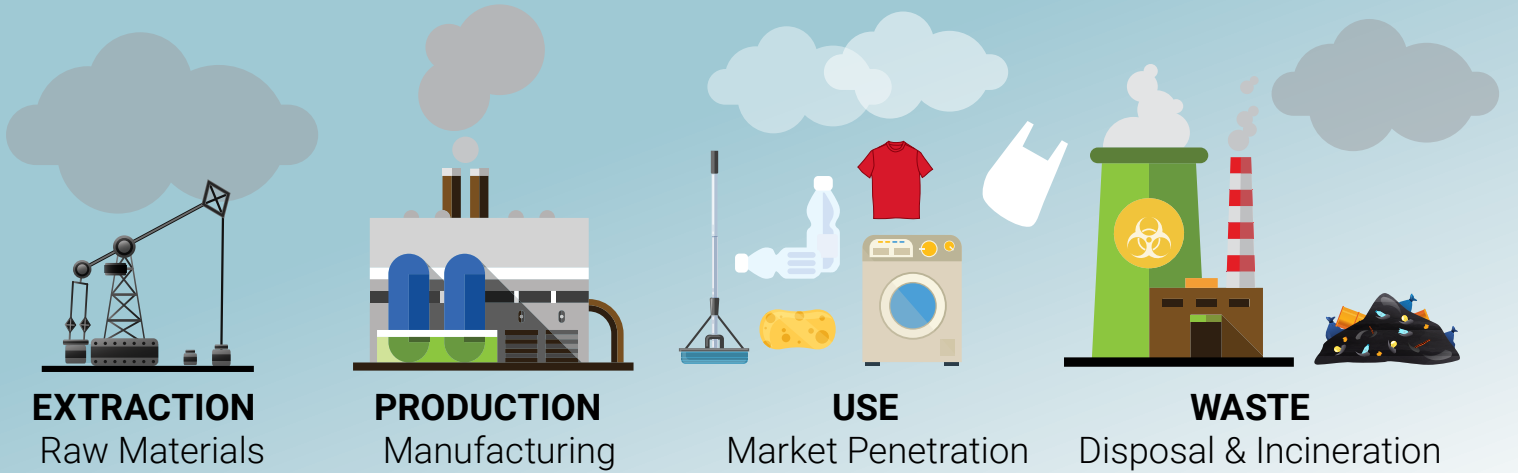 EXTRACTION
Raw Materials
PRODUCTION
Manufacturing
USE
Market Penetration
WASTE
Disposal & Incineration